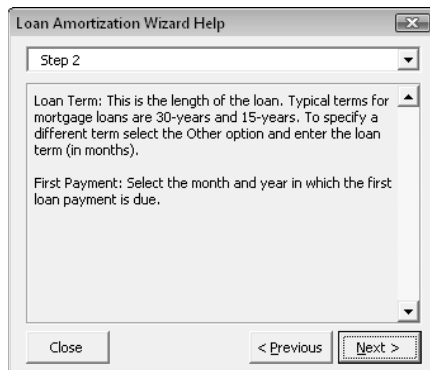 Loan Amortization Wizard Help
Step 2
Loan Term: This is the length of the loan. Typical terms for
mortgage loans are 30-years and 15-years. To specify a
different term select the Other option and enter the loan
term (in months).
First Payment: Select the month and year in which the first
loan payment is due.
Close
< Previous
Next >